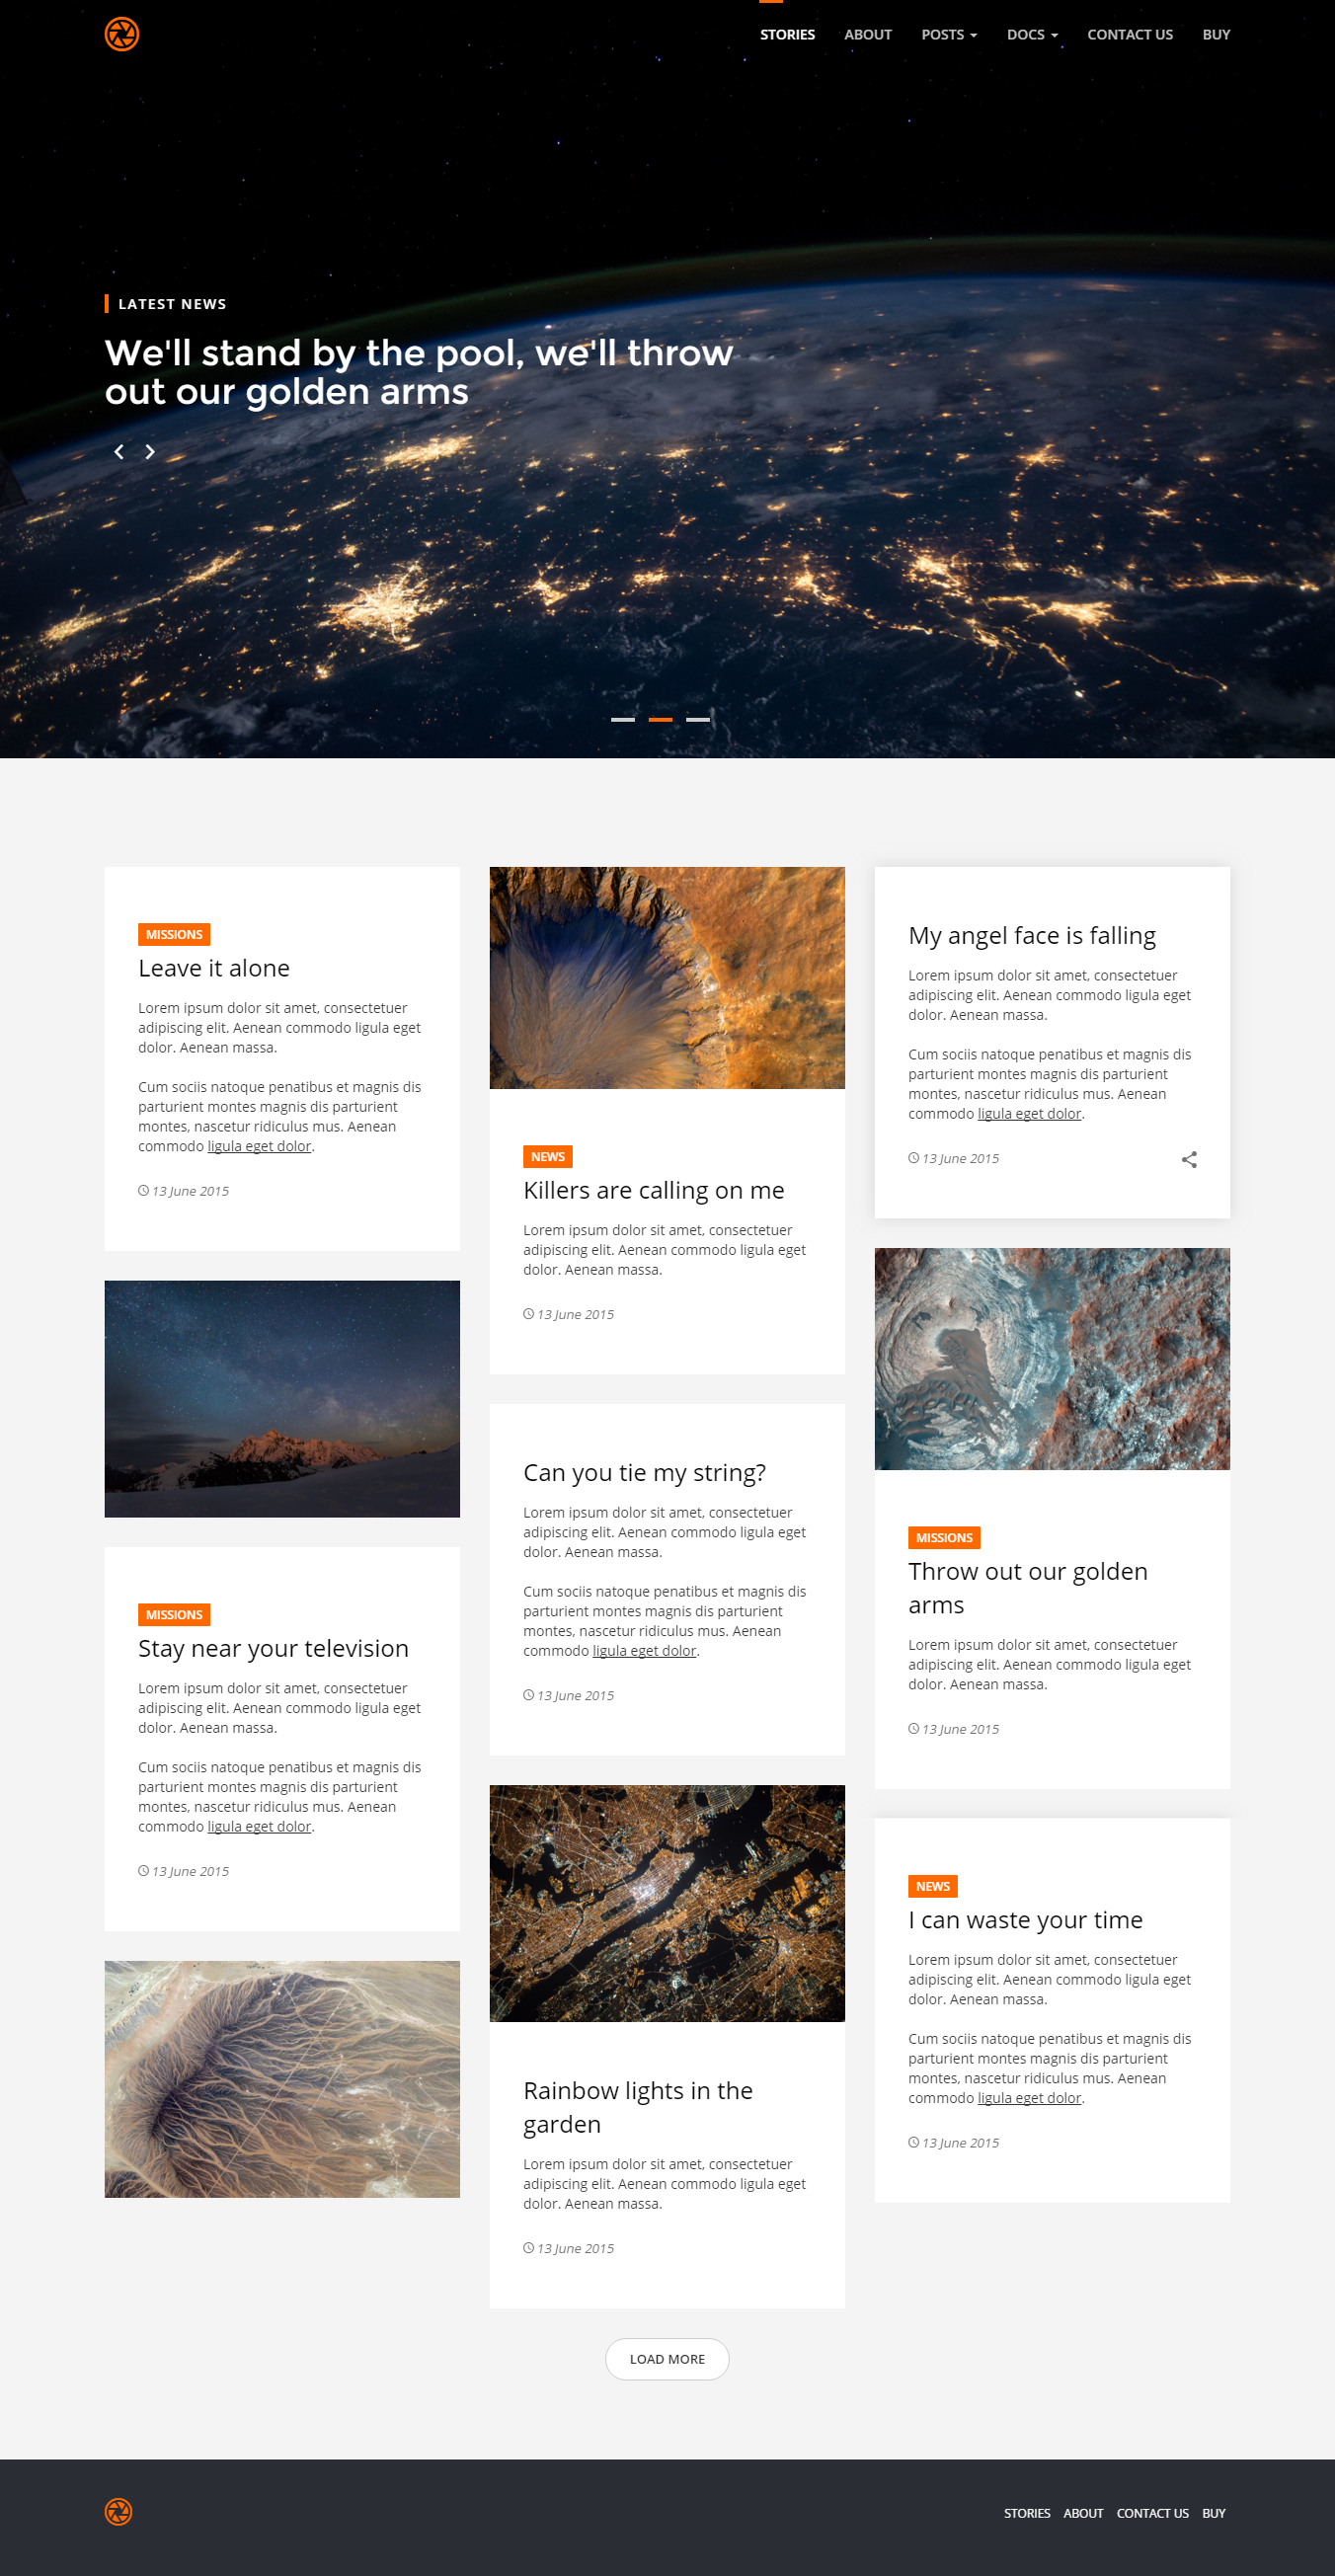 STORIES ABOUT POSTS DOCS CONTACT US BUY
LATEST NEWS
We'll stand by the pool, we'll throw
out our golden arms
MISSIONS
Leave it alone
Lorem ipsum dolor sit amet, consectetuer
adipiscing elit. Aenean commodo ligula eget
dolor. Aenean massa.
Cum sociis natoque penatibus et magnis dis
parturient montes magnis dis parturient
montes, nascetur ridiculus mus. Aenean
commodo ligula eget dolor.
13 June 2015
MISSIONS
Stay near your television
Lorem ipsum dolor sit amet, consectetuer
adipiscing elit. Aenean commodo ligula eget
dolor. Aenean massa.
Cum sociis natoque penatibus et magnis dis
parturient montes magnis dis parturient
montes, nascetur ridiculus mus. Aenean
commodo ligula eget dolor.
13 June 2015
NEWS
Killers are calling on me
Lorem ipsum dolor sit amet, consectetuer
adipiscing elit. Aenean commodo ligula eget
dolor. Aenean massa.
13 June 2015
Can you tie my string?
Lorem ipsum dolor sit amet, consectetuer
adipiscing elit. Aenean commodo ligula eget
dolor. Aenean massa.
Cum sociis natoque penatibus et magnis dis
parturient montes magnis dis parturient
montes, nascetur ridiculus mus. Aenean
commodo ligula eget dolor.
13 June 2015
Rainbow lights in the
garden
Lorem ipsum dolor sit amet, consectetuer
adipiscing elit. Aenean commodo ligula eget
dolor. Aenean massa.
13 June 2015
My angel face is falling
Lorem ipsum dolor sit amet, consectetuer
adipiscing elit. Aenean commodo ligula eget
dolor. Aenean massa.
Cum sociis natoque penatibus et magnis dis
parturient montes magnis dis parturient
montes, nascetur ridiculus mus. Aenean
commodo ligula eget dolor.
13 June 2015
MISSIONS
Throw out our golden
arms
Lorem ipsum dolor sit amet, consectetuer
adipiscing elit. Aenean commodo ligula eget
dolor. Aenean massa.
13 June 2015
NEWS
I can waste your time
Lorem ipsum dolor sit amet, consectetuer
adipiscing elit. Aenean commodo ligula eget
dolor. Aenean massa.
Cum sociis natoque penatibus et magnis dis
parturient montes magnis dis parturient
montes, nascetur ridiculus mus. Aenean
commodo ligula eget dolor.
13 June 2015
LOAD MORE
STORIES ABOUT CONTACT US BUY